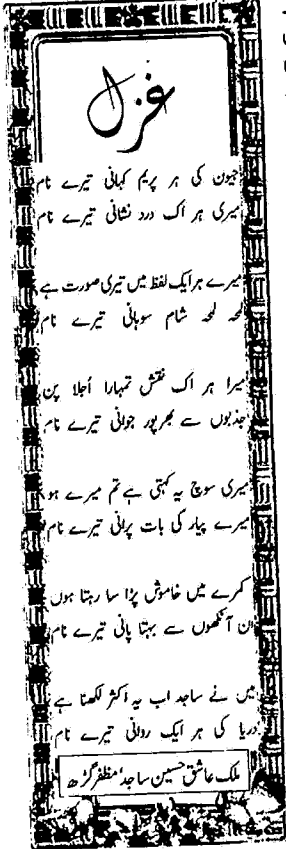 غزل
جیون کی ہر پریم کہانی تیرے نام
میری ہر اک درد نشانی تیرے نام
میرے ہر ایک لفظ میں تیری صورت ہے
لمحہ لمحہ شام سوہانی تیرے نام
میرا ہر اک نقش تمہارا اُجلا پن
جذبوں سے بھرپور جوانی تیرے نام
میری سوچ یہ کہتی ہے تم میرے ہو
میرے پیار کی بات پرانی تیرے نام
کمرے میں خاموش پڑا سا رہتا ہوں
ان آنکھوں سے بہتا پانی تیرے نام
میں نے ساجد اب یہ اکثر لکھنا ہے
دریا کی ہر ایک روانی تیرے نام
ملک عاشق حسین ساجد، مظفر گڑھ